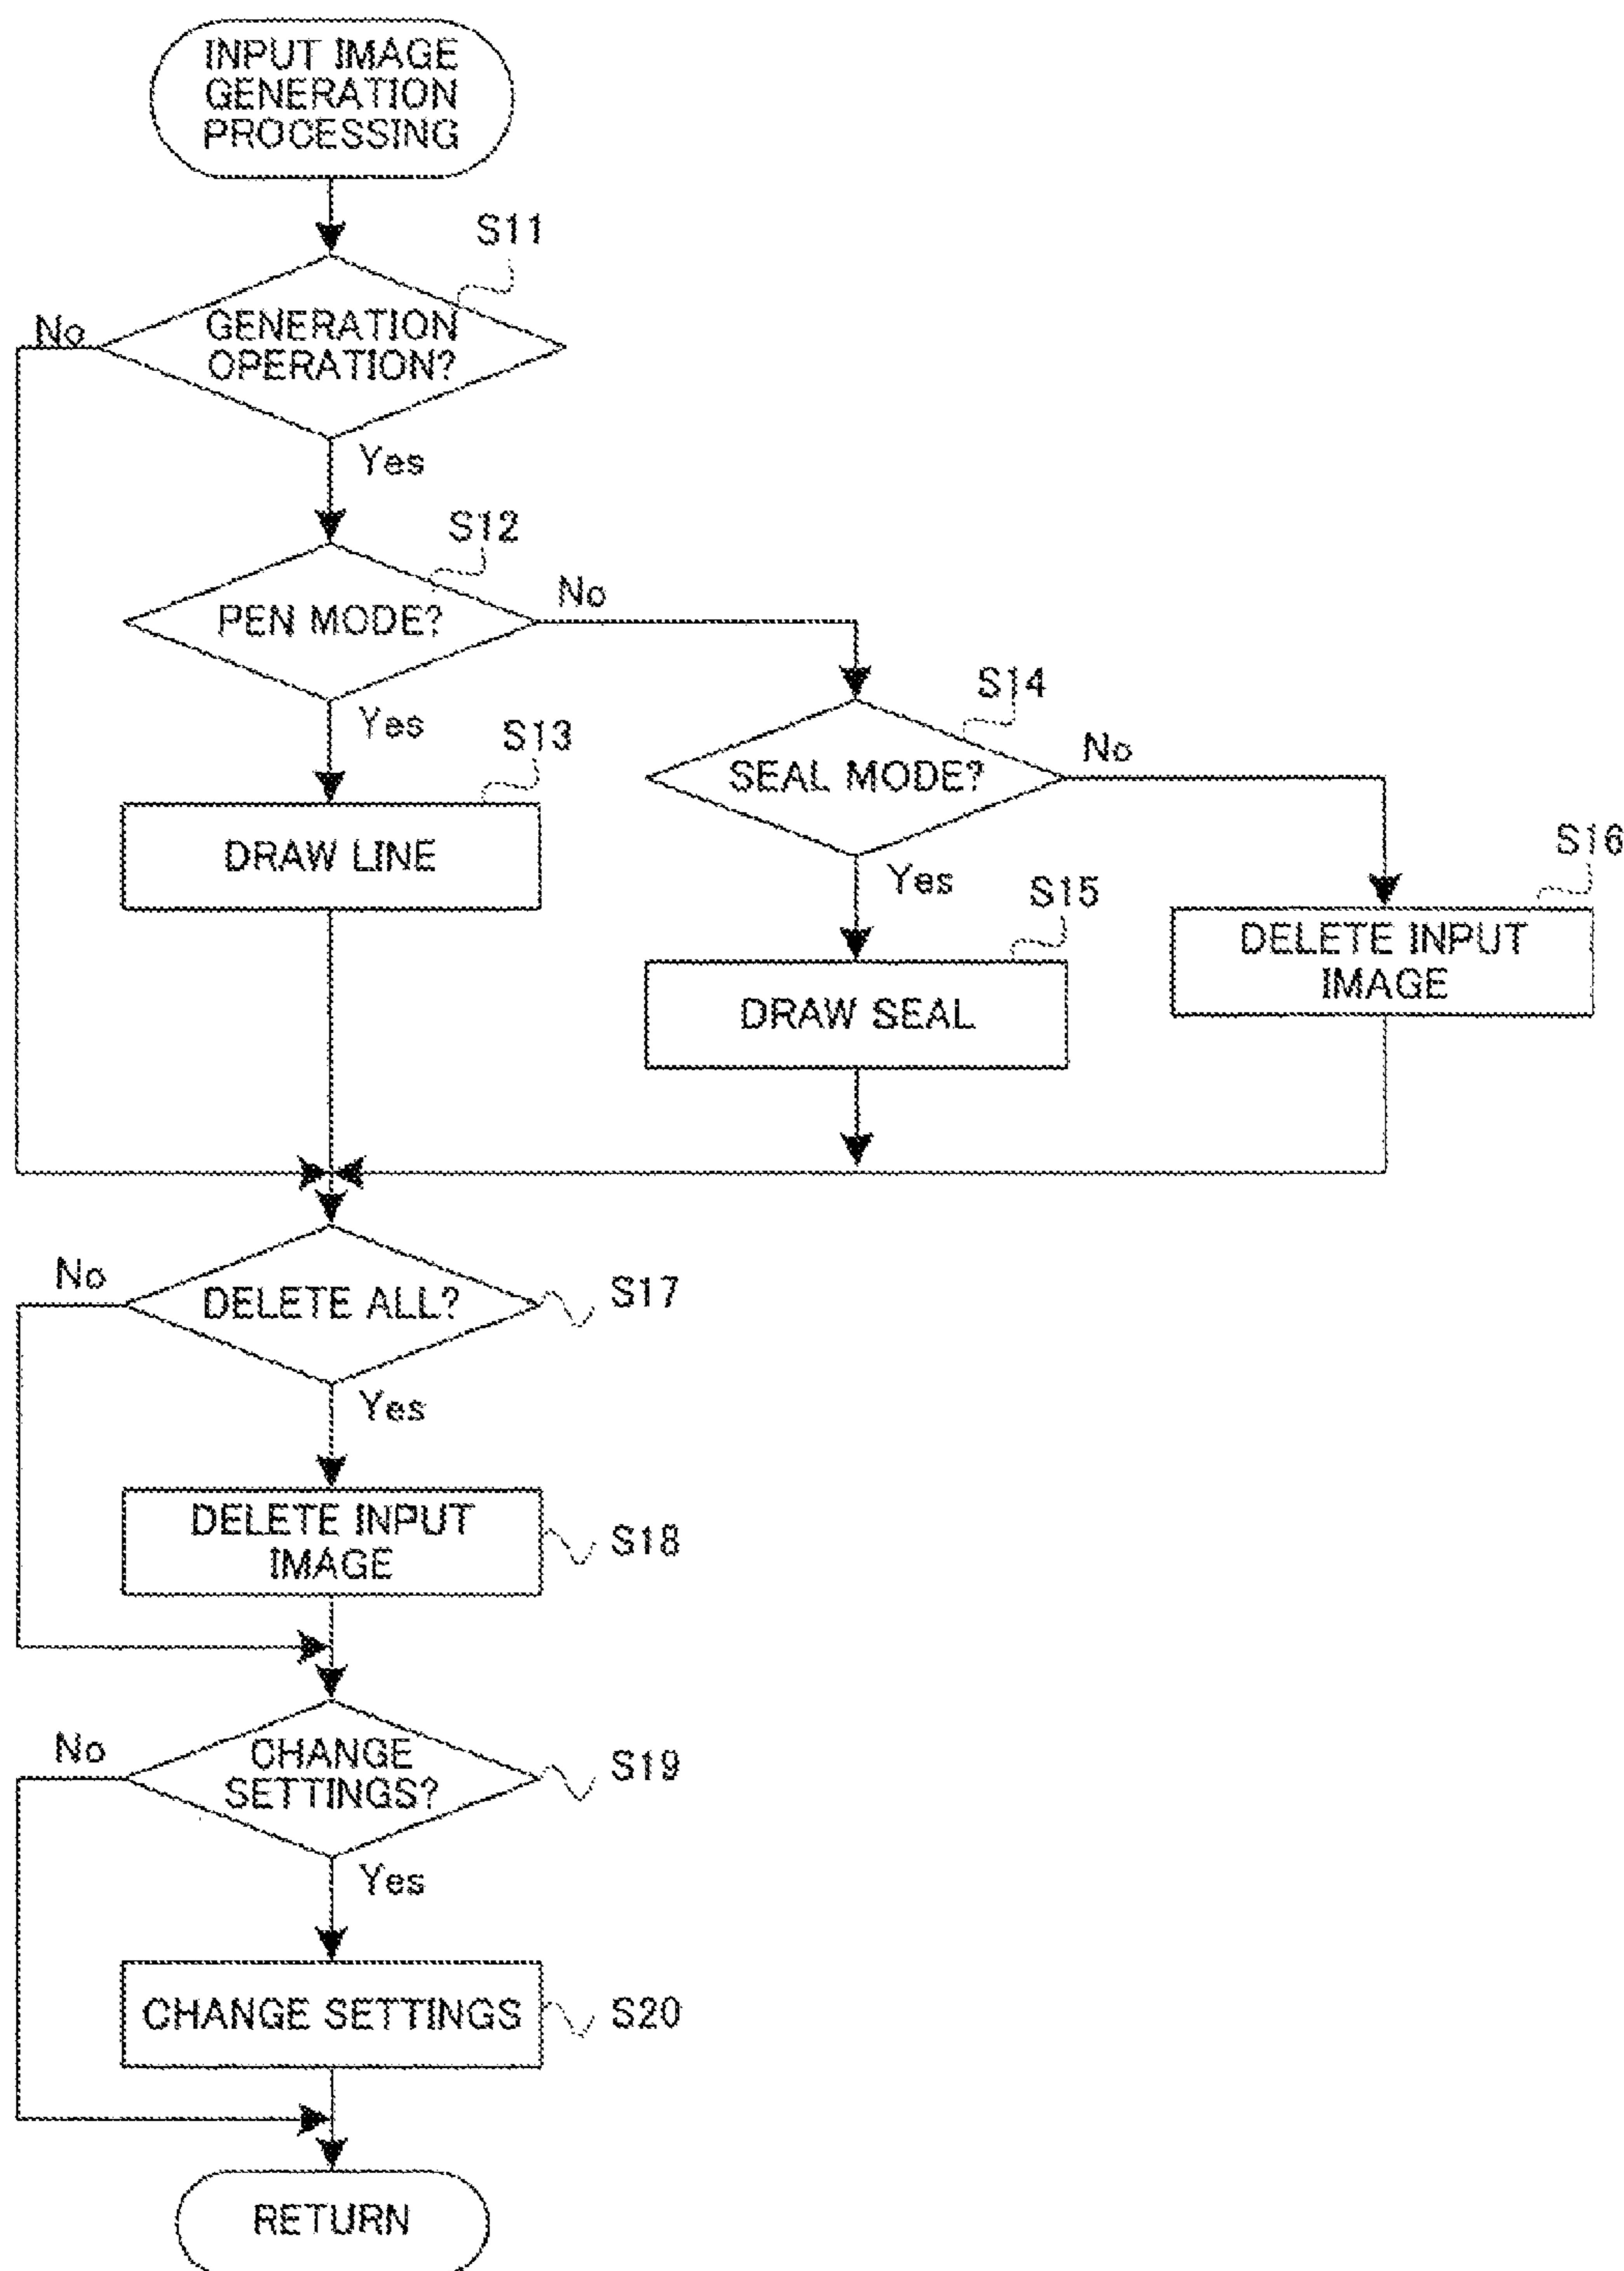 INPUT IMAGE
GENERATION
PROCESSING
S11
No
GENERATION
OPERATION?
Yes
S12
No
PEN MODE?
Yes
S14
S13
No
SEAL MODE?
DRAW LINE
S16
Yes
S15
DELETE INPUT
IMAGE
DRAW SEAL
No
DELETE ALL?
S17
Yes
DELETE INPUT
IMAGE
S18
No
CHANGE
SETTINGS?
S19
Yes
CHANGE SETTINGS
S20
RETURN